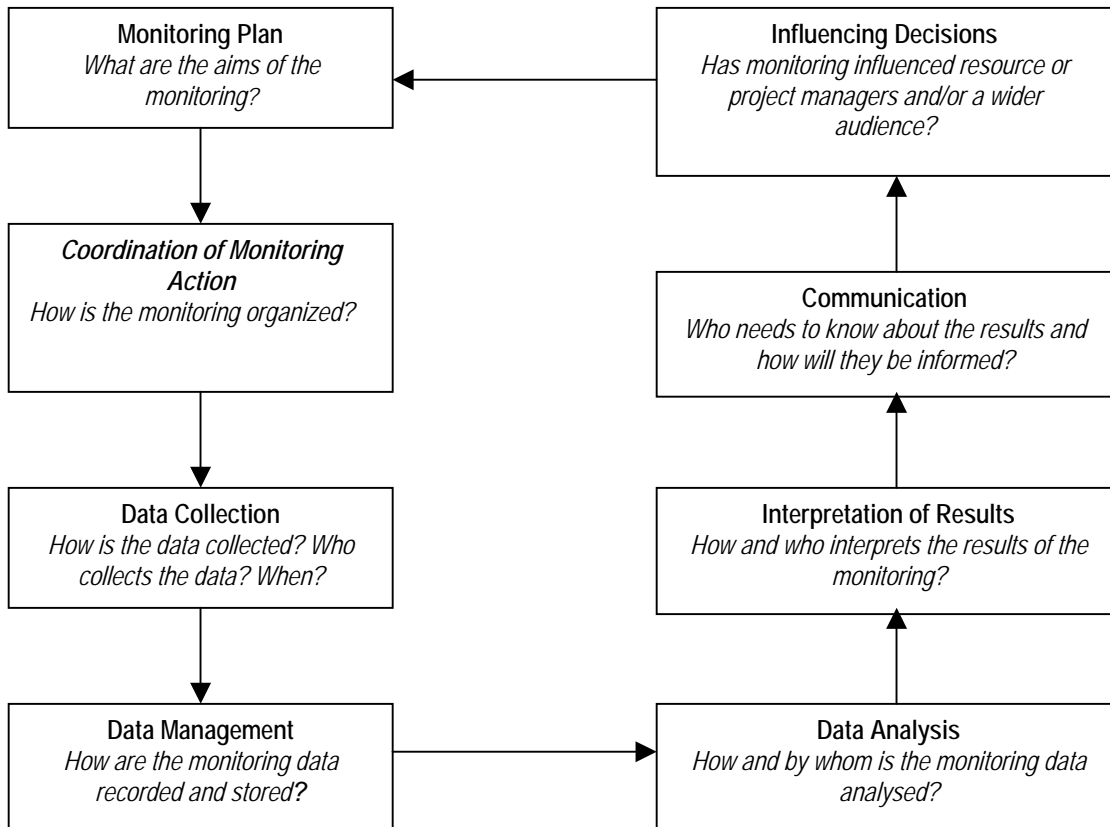 Monitoring Plan
What are the aims of the
monitoring?
Coordination of Monitoring
Action
How is the monitoring organized?
Data Collection
How is the data collected? Who
collects the data? When?
Data Management
How are the monitoring data
recorded and stored?
Data Analysis
How and by whom is the monitoring data
analysed?
Interpretation of Results
How and who interprets the results of the
monitoring?
Communication
Who needs to know about the results and
how will they be informed?
Influencing Decisions
Has monitoring influenced resource or
project managers and/or a wider
audience?